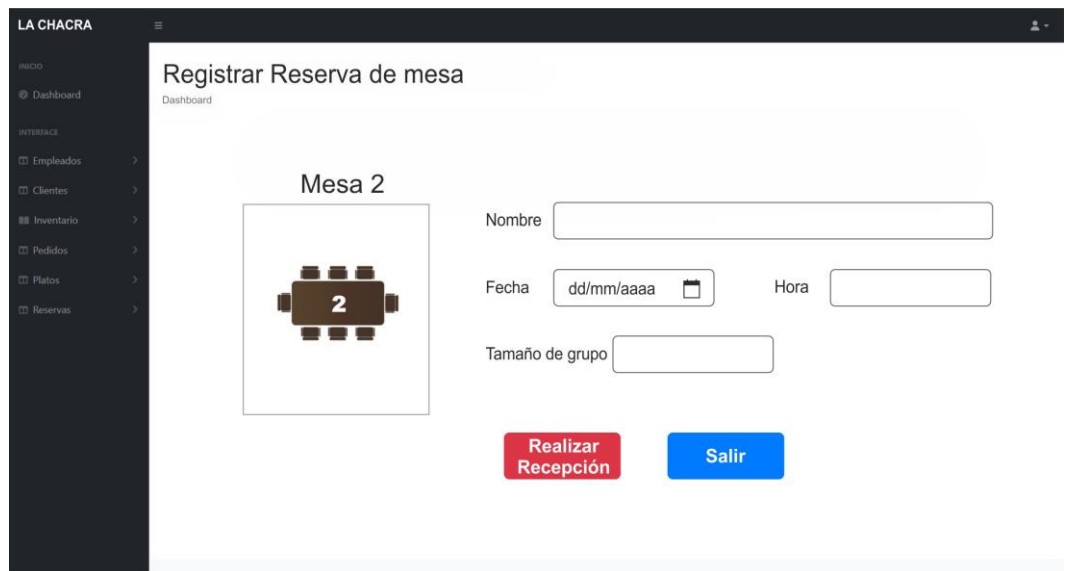 LA CHACRA
INICIO
Dashboard
INTERFACE
Empleados
Clientes
Inventario
Pedidos
Platos
Reservas
Registrar Reserva de mesa
Dashboard
Mesa 2
2
Nombre
Fecha dd/mm/aaaa Hora
Tamaño de grupo
Realizar
Recepción
Salir